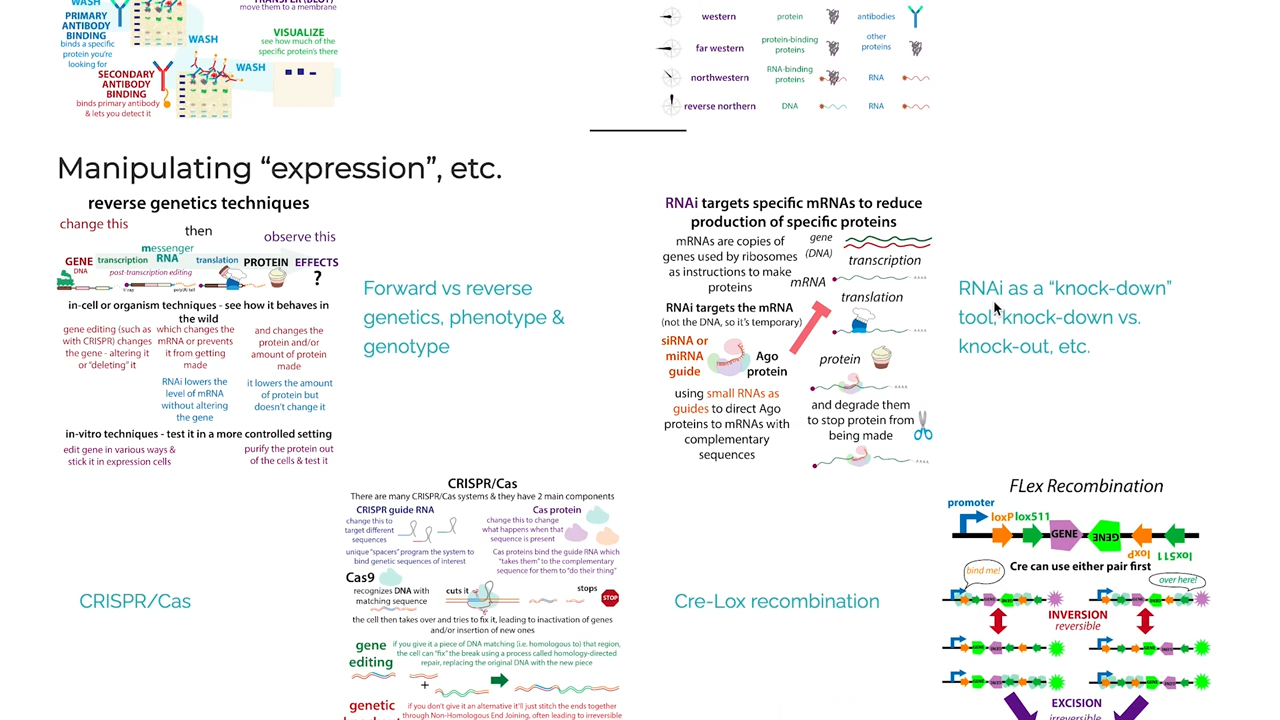 WASH
PRIMARY
ANTIBODY
BINDING
binds a specific
protein you're
looking for
WASH
SECONDARY
ANTIBODY
BINDING
binds primary antibody
& lets you detect it
TRANSFER (BLOT)
move them to a membrane
VISUALIZE
see how much of the
specific protein's there
WASH
western protein antibodies
far western protein-binding proteins other proteins
northwestern RNA-binding proteins RNA
reverse northern DNA RNA
Manipulating “expression”, etc.
reverse genetics techniques
change this
then
observe this
messenger
GENE transcription RNA translation PROTEIN EFFECTS
DNA
post-transcription editing
?
in-cell or organism techniques - see how it behaves in
the wild
gene editing (such as
with CRISPR) changes
the gene - altering it
or “deleting” it
which changes the
mRNA or prevents
it from getting
made
and changes the
protein and/or
amount of protein
made
RNAi lowers the
level of mRNA
without altering
the gene
it lowers the amount
of protein but
doesn't change it
in-vitro techniques - test it in a more controlled setting
edit gene in various ways &
stick it in expression cells
purify the protein out
of the cells & test it
Forward vs reverse
genetics, phenotype &
genotype
RNAi targets specific mRNAs to reduce
production of specific proteins
mRNAs are copies of
genes used by ribosomes
as instructions to make
proteins
gene
(DNA)
transcription
mRNA
AAAA
translation
RNAi targets the mRNA
(not the DNA, so it's temporary)
siRNA or
miRNA
guide
Ago
protein
protein
using small RNAs as
guides to direct Ago
proteins to mRNAs with
complementary
sequences
AAAA
and degrade them
to stop protein from
being made
AAAA
RNAi as a “knock-down”
tool, knock-down vs.
knock-out, etc.
CRISPR/Cas
CRISPR/Cas
There are many CRISPR/Cas systems & they have 2 main components
CRISPR guide RNA
change this to
target different
sequences
unique “spacers” program the system to
bind genetic sequences of interest
Cas protein
change this to change
what happens when that
sequence is present
Cas proteins bind the guide RNA which
“takes them” to the complementary
sequence for them to “do their thing”
Cas9
recognizes DNA with
matching sequence
cuts it
stops
STOP
the cell then takes over and tries to fix it, leading to inactivation of genes
and/or insertion of new ones
gene
editing
if you give it a piece of DNA matching (i.e. homologous to) that region,
the cell can “fix” the break using a process called homology-directed
repair, replacing the original DNA with the new piece
+
genetic
if you don't give it an alternative it'll just stitch the ends together
through Non-Homologous End Joining, often leading to irreversible
Cre-Lox recombination
FLex Recombination
promoter
loxP lox511
GENE GENE
loxP lox511
Cre can use either pair first
bind me!
over here!
INVERSION
reversible
EXCISION
irreversible